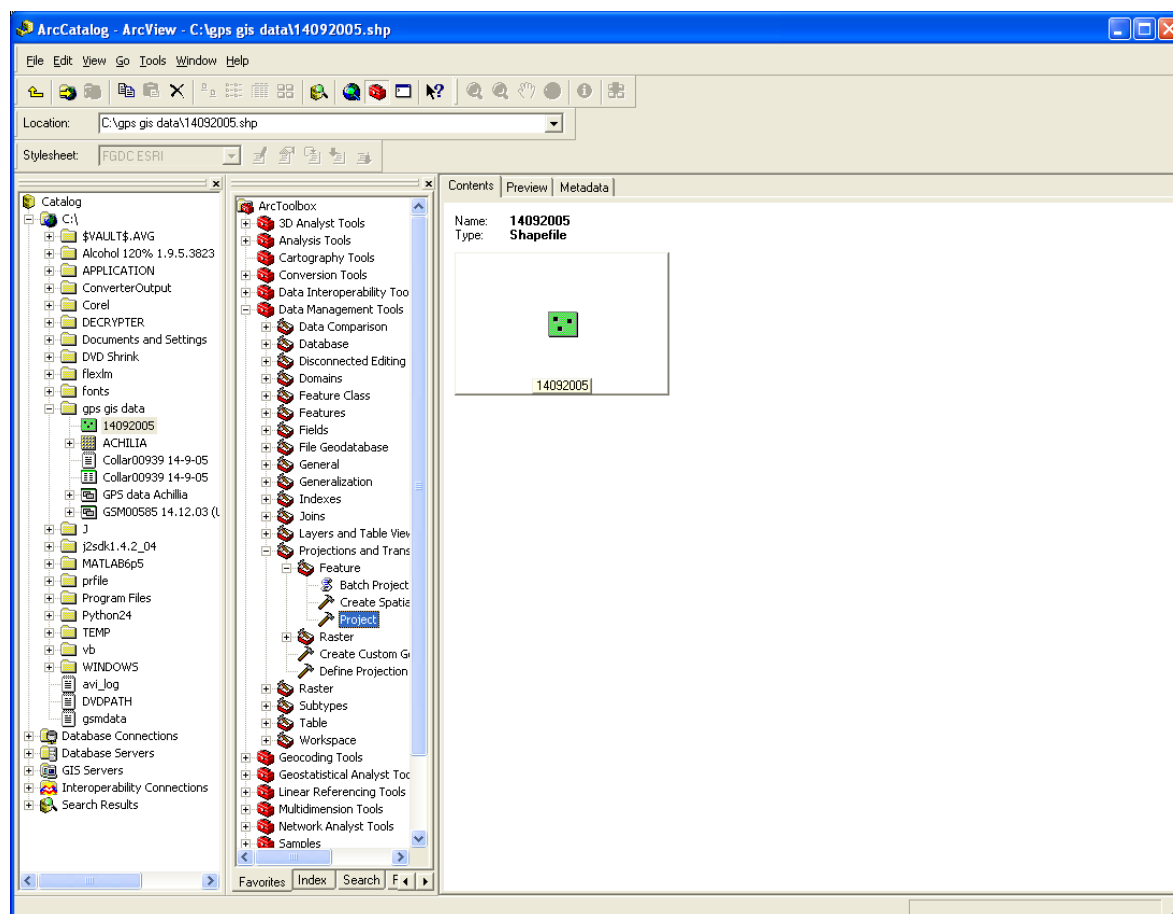 ArcCatalog - ArcView - C:\gps gis data\14092005.shp
File Edit View Go Tools Window Help
Location: C:\gps gis data\14092005.shp
Stylesheet: FGDC ESRI
Catalog
C:\
$VAULT$.AVG
Alcohol 120% 1.9.5.3823
APPLICATION
ConverterOutput
Corel
DECRYPTER
Documents and Settings
DVD Shrink
flexlm
fonts
gps gis data
14092005
ACHILIA
Collar00939 14-9-05
Collar00939 14-9-05
GPS data Achillia
GSM00585 14.12.03 (L
J
j2sdk1.4.2_04
MATLAB6p5
prfile
Program Files
Python24
TEMP
vb
WINDOWS
avi_log
DVDPATH
gsmdata
Database Connections
Database Servers
GIS Servers
Interoperability Connections
Search Results
ArcToolbox
3D Analyst Tools
Analysis Tools
Cartography Tools
Conversion Tools
Data Interoperability Too
Data Management Tools
Data Comparison
Database
Disconnected Editing
Domains
Feature Class
Features
Fields
File Geodatabase
General
Generalization
Indexes
Joins
Layers and Table View
Projections and Trans
Feature
Batch Project
Create Spatia
Project
Raster
Create Custom G
Define Projection
Raster
Subtypes
Table
Workspace
Geocoding Tools
Geostatistical Analyst Toc
Linear Referencing Tools
Multidimension Tools
Network Analyst Tools
Samples
Favorites Index Search F
Contents Preview Metadata
Name: 14092005
Type: Shapefile
14092005